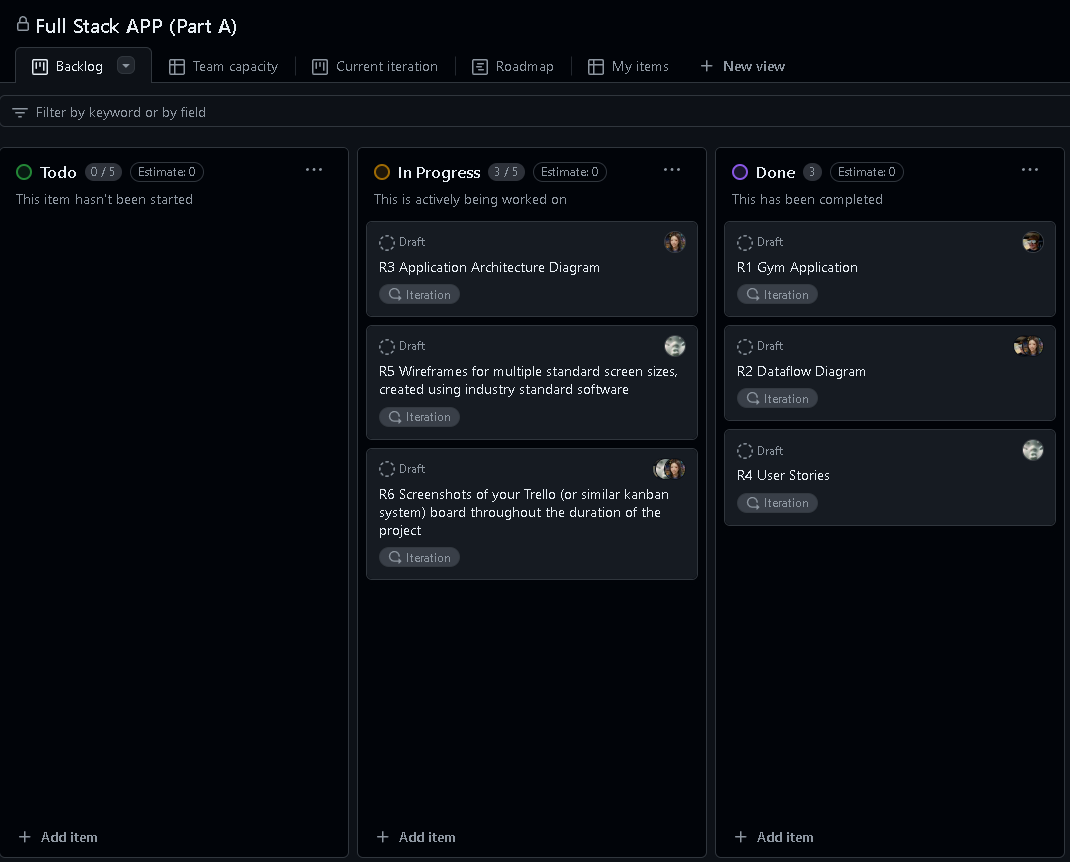 Full Stack APP (Part A)
Backlog
Team capacity
Current iteration
Roadmap
My items
New view
Filter by keyword or by field
Todo 0 / 5 Estimate: 0
This item hasn't been started
Add item
In Progress 3 / 5 Estimate: 0
This is actively being worked on
Draft
R3 Application Architecture Diagram
Iteration
Draft
R5 Wireframes for multiple standard screen sizes,
created using industry standard software
Iteration
Draft
R6 Screenshots of your Trello (or similar kanban
system) board throughout the duration of the
project
Iteration
Add item
Done 3 Estimate: 0
This has been completed
Draft
R1 Gym Application
Iteration
Draft
R2 Dataflow Diagram
Iteration
Draft
R4 User Stories
Iteration
Add item